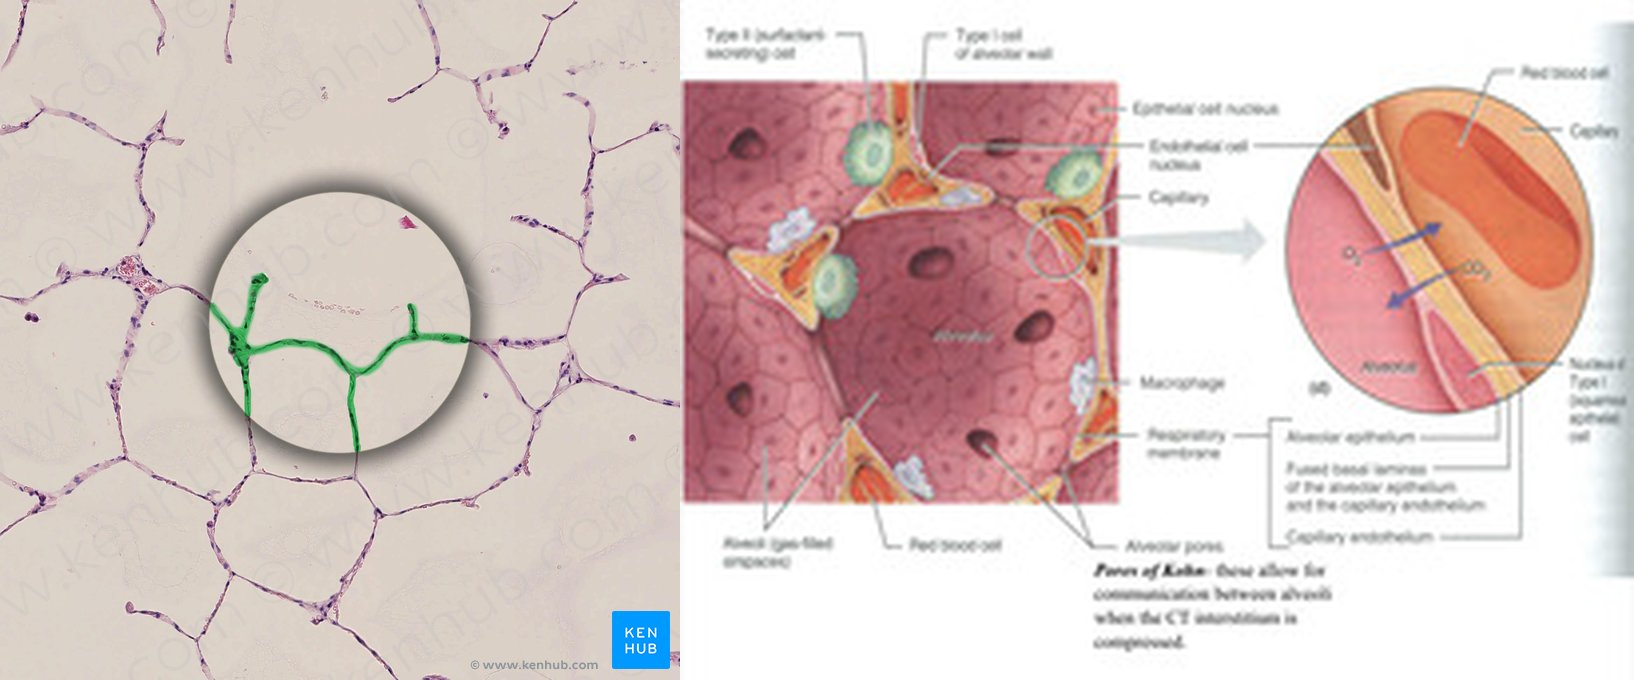 Type II (surfactant-
secreting) cell
Type I cell
of alveolar wall
Epithelial cell nucleus
Endothelial cell
nucleus
Capillary
Macrophage
Respiratory
membrane
Alveolus
Alveoli (gas-filled
airspaces)
Red blood cell
Alveolar pores
Pores of Kohn: these allow for
communication between alveoli
when the CT interstitium is
compressed.
Red blood cell
Capillary
O2
CO2
Alveolus
(d)
Nucleus of
Type I
(squamous
epithelial
cell
Alveolar epithelium
Fused basal laminae
of the alveolar epithelium
and the capillary endothelium
Capillary endothelium
KEN
HUB
© www.kenhub.com